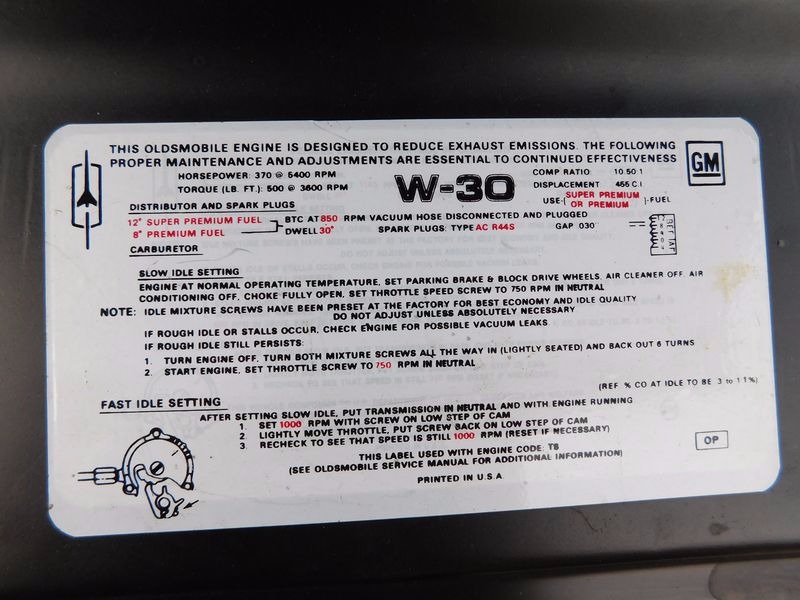 THIS OLDSMOBILE ENGINE IS DESIGNED TO REDUCE EXHAUST EMISSIONS. THE FOLLOWING
PROPER MAINTENANCE AND ADJUSTMENTS ARE ESSENTIAL TO CONTINUED EFFECTIVENESS
GM
HORSEPOWER: 370 @ 5400 RPM
TORQUE (LB. FT.): 500 @ 3600 RPM
W-30
COMP RATIO 10.50 1
DISPLACEMENT 455 C.I
USE-[SUPER PREMIUM OR PREMIUM]-FUEL
DISTRIBUTOR AND SPARK PLUGS
12° SUPER PREMIUM FUEL
8° PREMIUM FUEL
BTC AT 850 RPM VACUUM HOSE DISCONNECTED AND PLUGGED
DWELL 30° SPARK PLUGS: TYPE AC R44S GAP 030
CARBURETOR
SLOW IDLE SETTING
ENGINE AT NORMAL OPERATING TEMPERATURE, SET PARKING BRAKE & BLOCK DRIVE WHEELS. AIR CLEANER OFF. AIR
CONDITIONING OFF, CHOKE FULLY OPEN, SET THROTTLE SPEED SCREW TO 750 RPM IN NEUTRAL
NOTE: IDLE MIXTURE SCREWS HAVE BEEN PRESET AT THE FACTORY FOR BEST ECONOMY AND IDLE QUALITY
DO NOT ADJUST UNLESS ABSOLUTELY NECESSARY
IF ROUGH IDLE OR STALLS OCCUR, CHECK ENGINE FOR POSSIBLE VACUUM LEAKS
IF ROUGH IDLE STILL PERSISTS:
1. TURN ENGINE OFF, TURN BOTH MIXTURE SCREWS ALL THE WAY IN (LIGHTLY SEATED) AND BACK OUT 6 TURNS
2. START ENGINE, SET THROTTLE SCREW TO 750 RPM IN NEUTRAL
(REF % CO AT IDLE TO BE .3 to 1.1%)
FAST IDLE SETTING
AFTER SETTING SLOW IDLE, PUT TRANSMISSION IN NEUTRAL AND WITH ENGINE RUNNING
1. SET 1000 RPM WITH SCREW ON LOW STEP OF CAM
2. LIGHTLY MOVE THROTTLE, PUT SCREW BACK ON LOW STEP OF CAM
3. RECHECK TO SEE THAT SPEED IS STILL 1000 RPM (RESET IF NECESSARY)
THIS LABEL USED WITH ENGINE CODE: TB
(SEE OLDSMOBILE SERVICE MANUAL FOR ADDITIONAL INFORMATION)
OP
PRINTED IN U.S.A